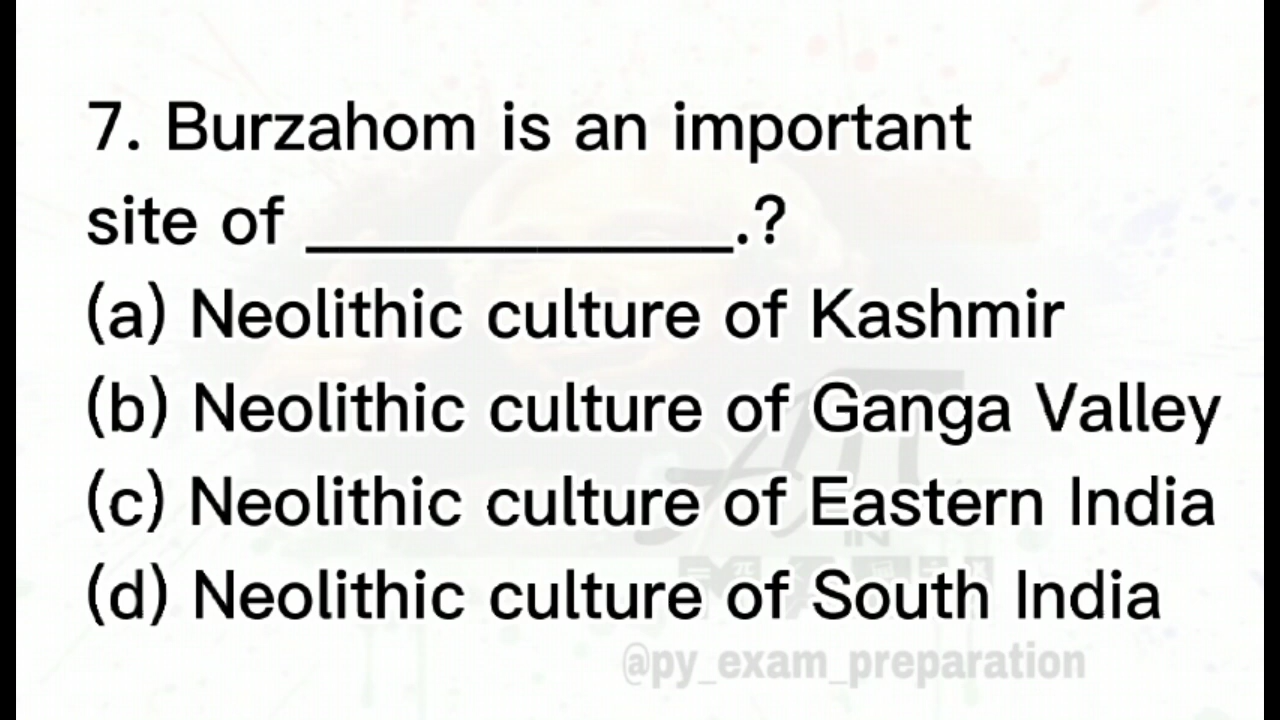 7. Burzahom is an important
site of _____________.?
(a) Neolithic culture of Kashmir
(b) Neolithic culture of Ganga Valley
(c) Neolithic culture of Eastern India
(d) Neolithic culture of South India
@py_exam_preparation